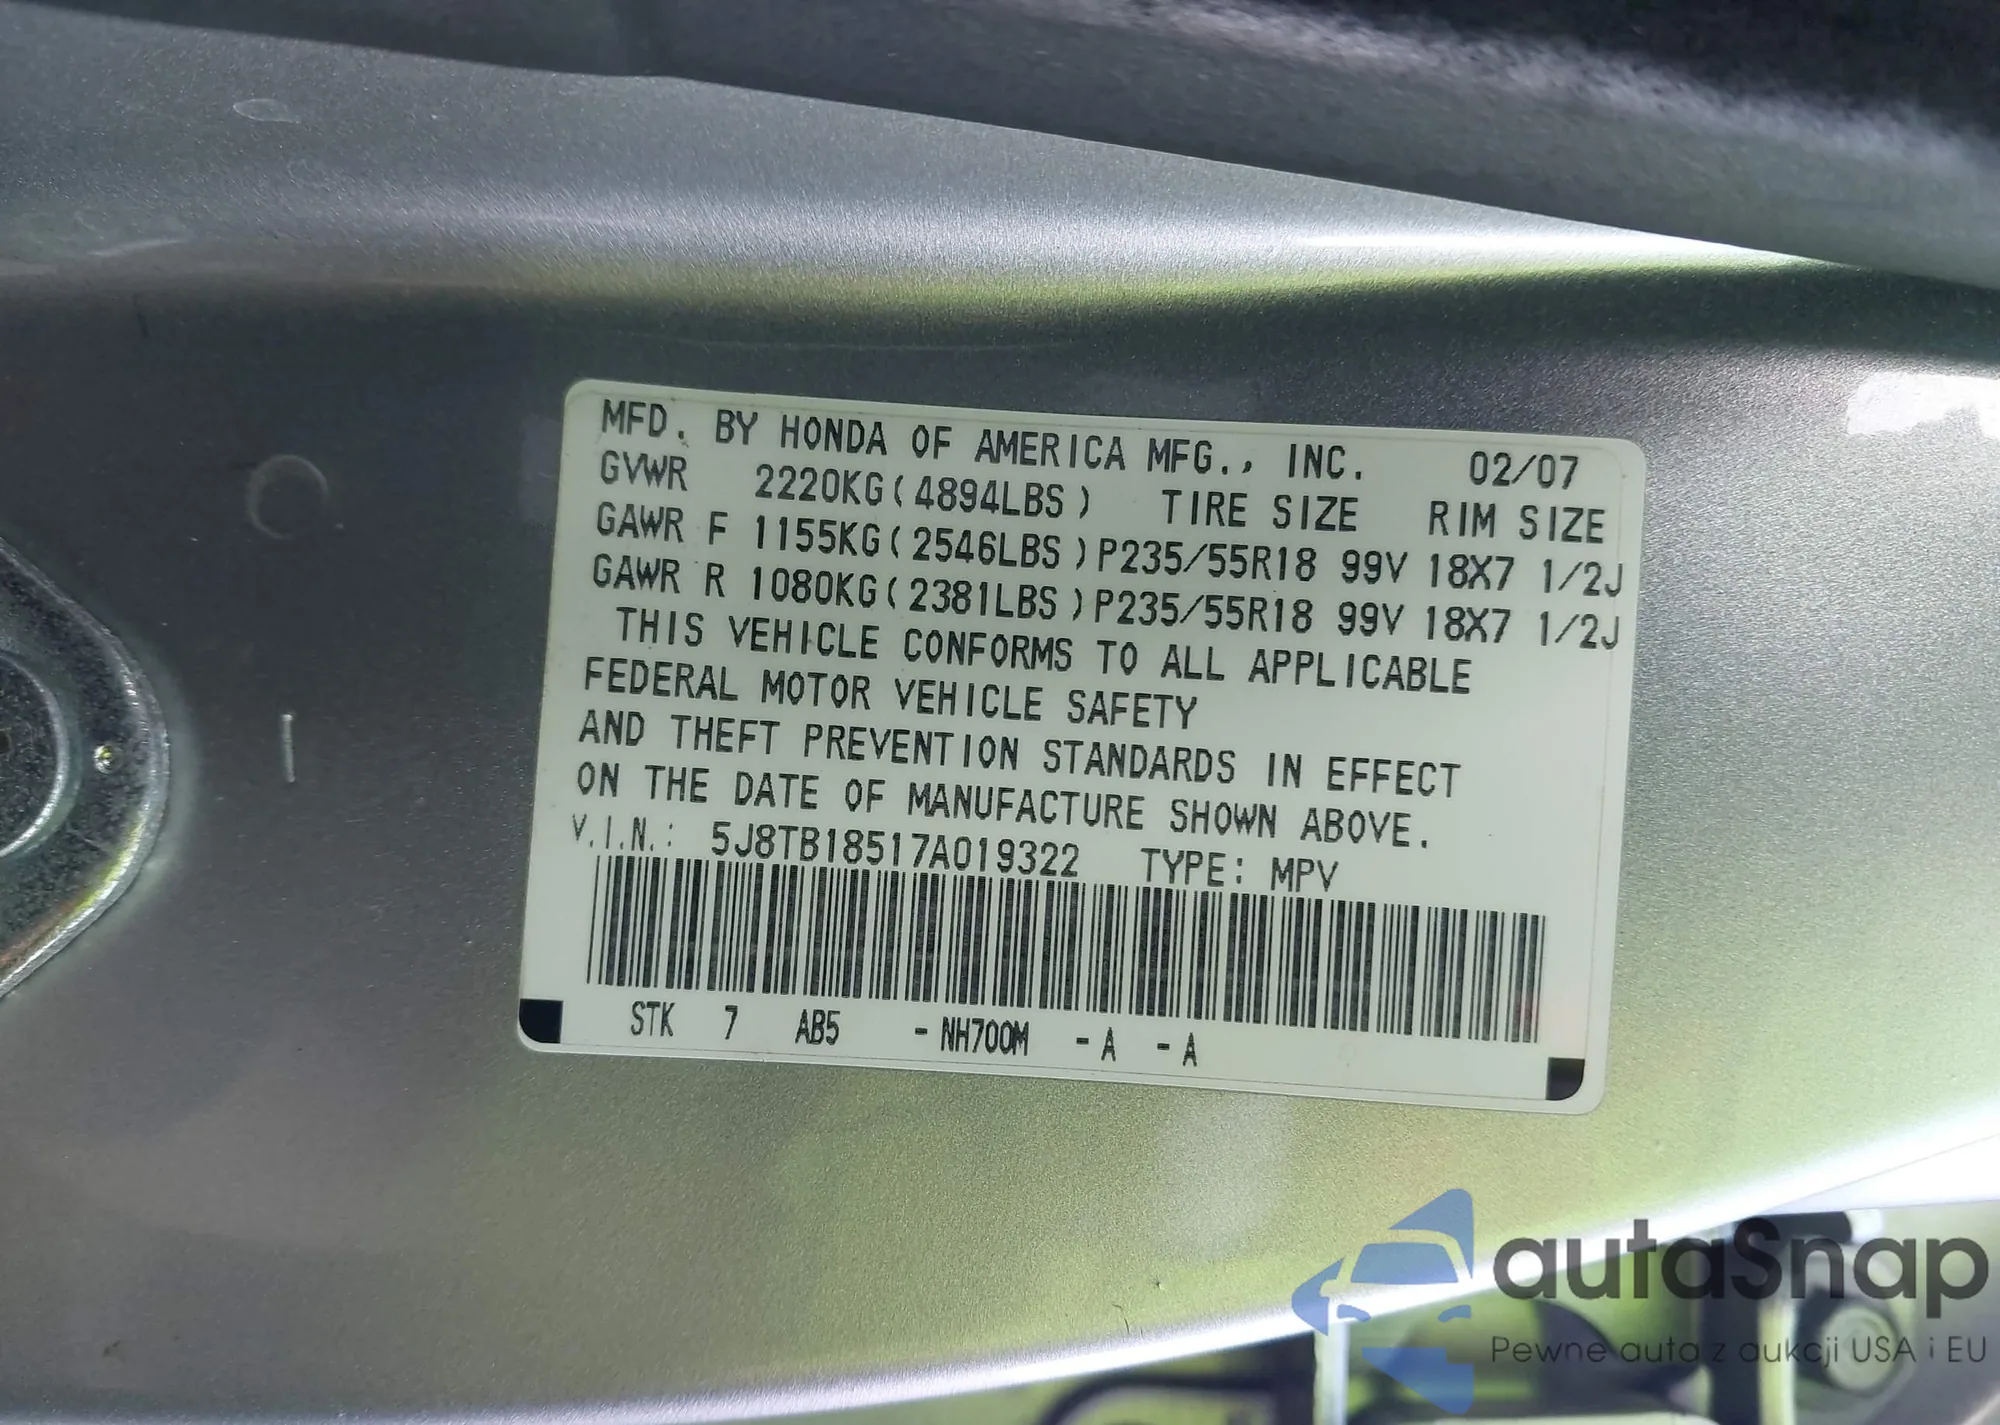 MFD. BY HONDA OF AMERICA MFG., INC. 02/07
GVWR 2220KG(4894LBS) TIRE SIZE RIM SIZE
GAWR F 1155KG(2546LBS)P235/55R18 99V 18X7 1/2J
GAWR R 1080KG(2381LBS)P235/55R18 99V 18X7 1/2J
THIS VEHICLE CONFORMS TO ALL APPLICABLE
FEDERAL MOTOR VEHICLE SAFETY
AND THEFT PREVENTION STANDARDS IN EFFECT
ON THE DATE OF MANUFACTURE SHOWN ABOVE.
V.I.N.: 5J8TB18517A019322 TYPE: MPV
STK 7 AB5 -NH700M -A -A
autaSnap
Pewne auta z aukcji USA i EU